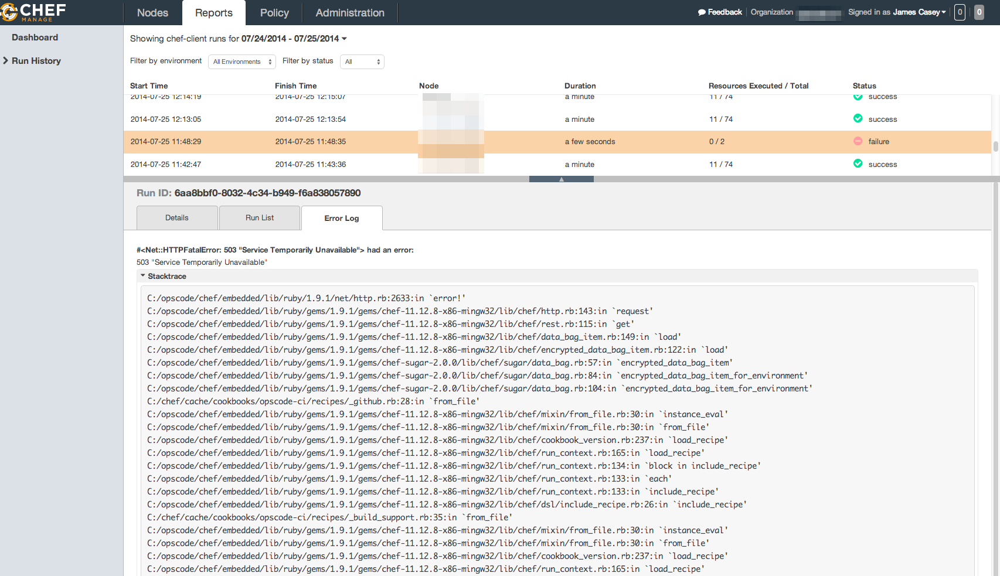 CHEF
MANAGE
Nodes Reports Policy Administration
Feedback Organization Signed in as James Casey 0 0
Dashboard
Run History
Showing chef-client runs for 07/24/2014 - 07/25/2014
Filter by environment All Environments Filter by status All
Start Time Finish Time Node Duration Resources Executed / Total Status
2014-07-25 12:14:19 2014-07-25 12:15:07 a minute 11 / 74 success
2014-07-25 12:13:05 2014-07-25 12:13:54 a minute 11 / 74 success
2014-07-25 11:48:29 2014-07-25 11:48:35 a few seconds 0 / 2 failure
2014-07-25 11:42:47 2014-07-25 11:43:36 a minute 11 / 74 success
Run ID: 6aa8bbf0-8032-4c34-b949-f6a838057890
Details Run List Error Log
#<Net::HTTPFatalError: 503 "Service Temporarily Unavailable"> had an error:
503 "Service Temporarily Unavailable"
Stacktrace
C:/opscode/chef/embedded/lib/ruby/1.9.1/net/http.rb:2633:in `error!'
C:/opscode/chef/embedded/lib/ruby/gems/1.9.1/gems/chef-11.12.8-x86-mingw32/lib/chef/http.rb:143:in `request'
C:/opscode/chef/embedded/lib/ruby/gems/1.9.1/gems/chef-11.12.8-x86-mingw32/lib/chef/rest.rb:115:in `get'
C:/opscode/chef/embedded/lib/ruby/gems/1.9.1/gems/chef-11.12.8-x86-mingw32/lib/chef/data_bag_item.rb:149:in `load'
C:/opscode/chef/embedded/lib/ruby/gems/1.9.1/gems/chef-11.12.8-x86-mingw32/lib/chef/encrypted_data_bag_item.rb:122:in `load'
C:/opscode/chef/embedded/lib/ruby/gems/1.9.1/gems/chef-sugar-2.0.0/lib/chef/sugar/data_bag.rb:57:in `encrypted_data_bag_item'
C:/opscode/chef/embedded/lib/ruby/gems/1.9.1/gems/chef-sugar-2.0.0/lib/chef/sugar/data_bag.rb:84:in `encrypted_data_bag_item_for_environment'
C:/opscode/chef/embedded/lib/ruby/gems/1.9.1/gems/chef-sugar-2.0.0/lib/chef/sugar/data_bag.rb:104:in `encrypted_data_bag_item_for_environment'
C:/chef/cache/cookbooks/opscode-ci/recipes/_github.rb:28:in `from_file'
C:/opscode/chef/embedded/lib/ruby/gems/1.9.1/gems/chef-11.12.8-x86-mingw32/lib/chef/mixin/from_file.rb:30:in `instance_eval'
C:/opscode/chef/embedded/lib/ruby/gems/1.9.1/gems/chef-11.12.8-x86-mingw32/lib/chef/mixin/from_file.rb:30:in `from_file'
C:/opscode/chef/embedded/lib/ruby/gems/1.9.1/gems/chef-11.12.8-x86-mingw32/lib/chef/cookbook_version.rb:237:in `load_recipe'
C:/opscode/chef/embedded/lib/ruby/gems/1.9.1/gems/chef-11.12.8-x86-mingw32/lib/chef/run_context.rb:165:in `load_recipe'
C:/opscode/chef/embedded/lib/ruby/gems/1.9.1/gems/chef-11.12.8-x86-mingw32/lib/chef/run_context.rb:134:in `block in include_recipe'
C:/opscode/chef/embedded/lib/ruby/gems/1.9.1/gems/chef-11.12.8-x86-mingw32/lib/chef/run_context.rb:133:in `each'
C:/opscode/chef/embedded/lib/ruby/gems/1.9.1/gems/chef-11.12.8-x86-mingw32/lib/chef/run_context.rb:133:in `include_recipe'
C:/opscode/chef/embedded/lib/ruby/gems/1.9.1/gems/chef-11.12.8-x86-mingw32/lib/chef/dsl/include_recipe.rb:26:in `include_recipe'
C:/chef/cache/cookbooks/opscode-ci/recipes/_build_support.rb:35:in `from_file'
C:/opscode/chef/embedded/lib/ruby/gems/1.9.1/gems/chef-11.12.8-x86-mingw32/lib/chef/mixin/from_file.rb:30:in `instance_eval'
C:/opscode/chef/embedded/lib/ruby/gems/1.9.1/gems/chef-11.12.8-x86-mingw32/lib/chef/mixin/from_file.rb:30:in `from_file'
C:/opscode/chef/embedded/lib/ruby/gems/1.9.1/gems/chef-11.12.8-x86-mingw32/lib/chef/cookbook_version.rb:237:in `load_recipe'
C:/opscode/chef/embedded/lib/ruby/gems/1.9.1/gems/chef-11.12.8-x86-mingw32/lib/chef/run_context.rb:165:in `load_recipe'